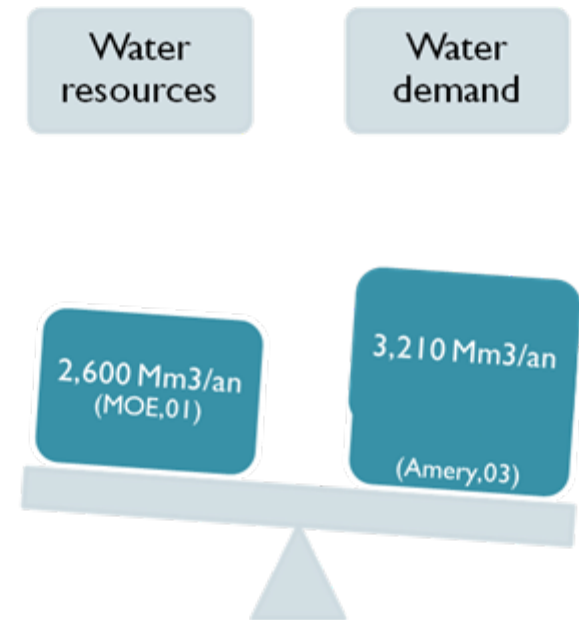 Water
resources
Water
demand
2,600 Mm3/an
(MOE,01)
3,210 Mm3/an
(Amery,03)